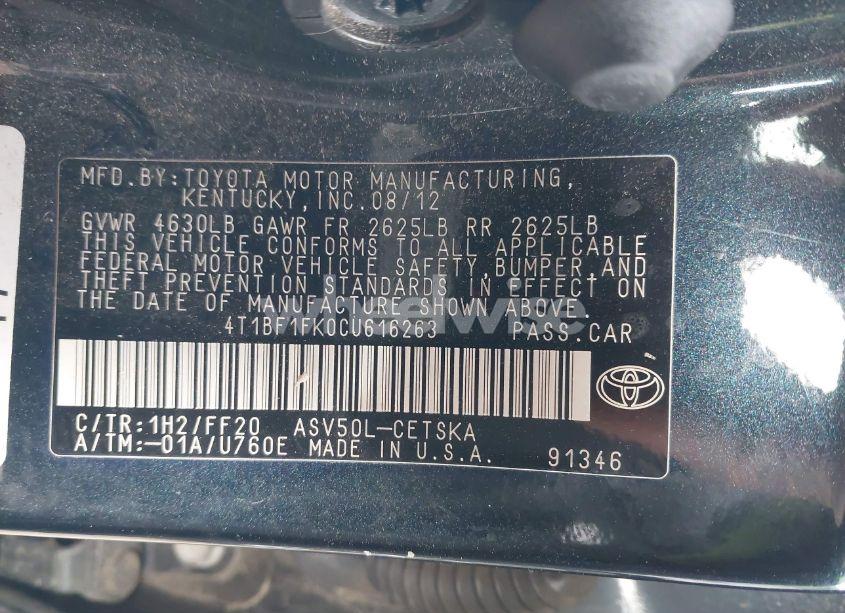 MFD.BY:TOYOTA MOTOR MANUFACTURING,
KENTUCKY,INC.08/12
GVWR 4630LB GAWR FR 2625LB RR 2625LB
THIS VEHICLE CONFORMS TO ALL APPLICABLE
FEDERAL MOTOR VEHICLE SAFETY,BUMPER,AND
THEFT PREVENTION STANDARDS IN EFFECT ON
THE DATE OF MANUFACTURE SHOWN ABOVE.
4T1BF1FK0CU616263 PASS.CAR
C/TR:1H2/FF20 ASV50L-CETSKA
A/TM:-01A/U760E MADE IN U.S.A. 91346